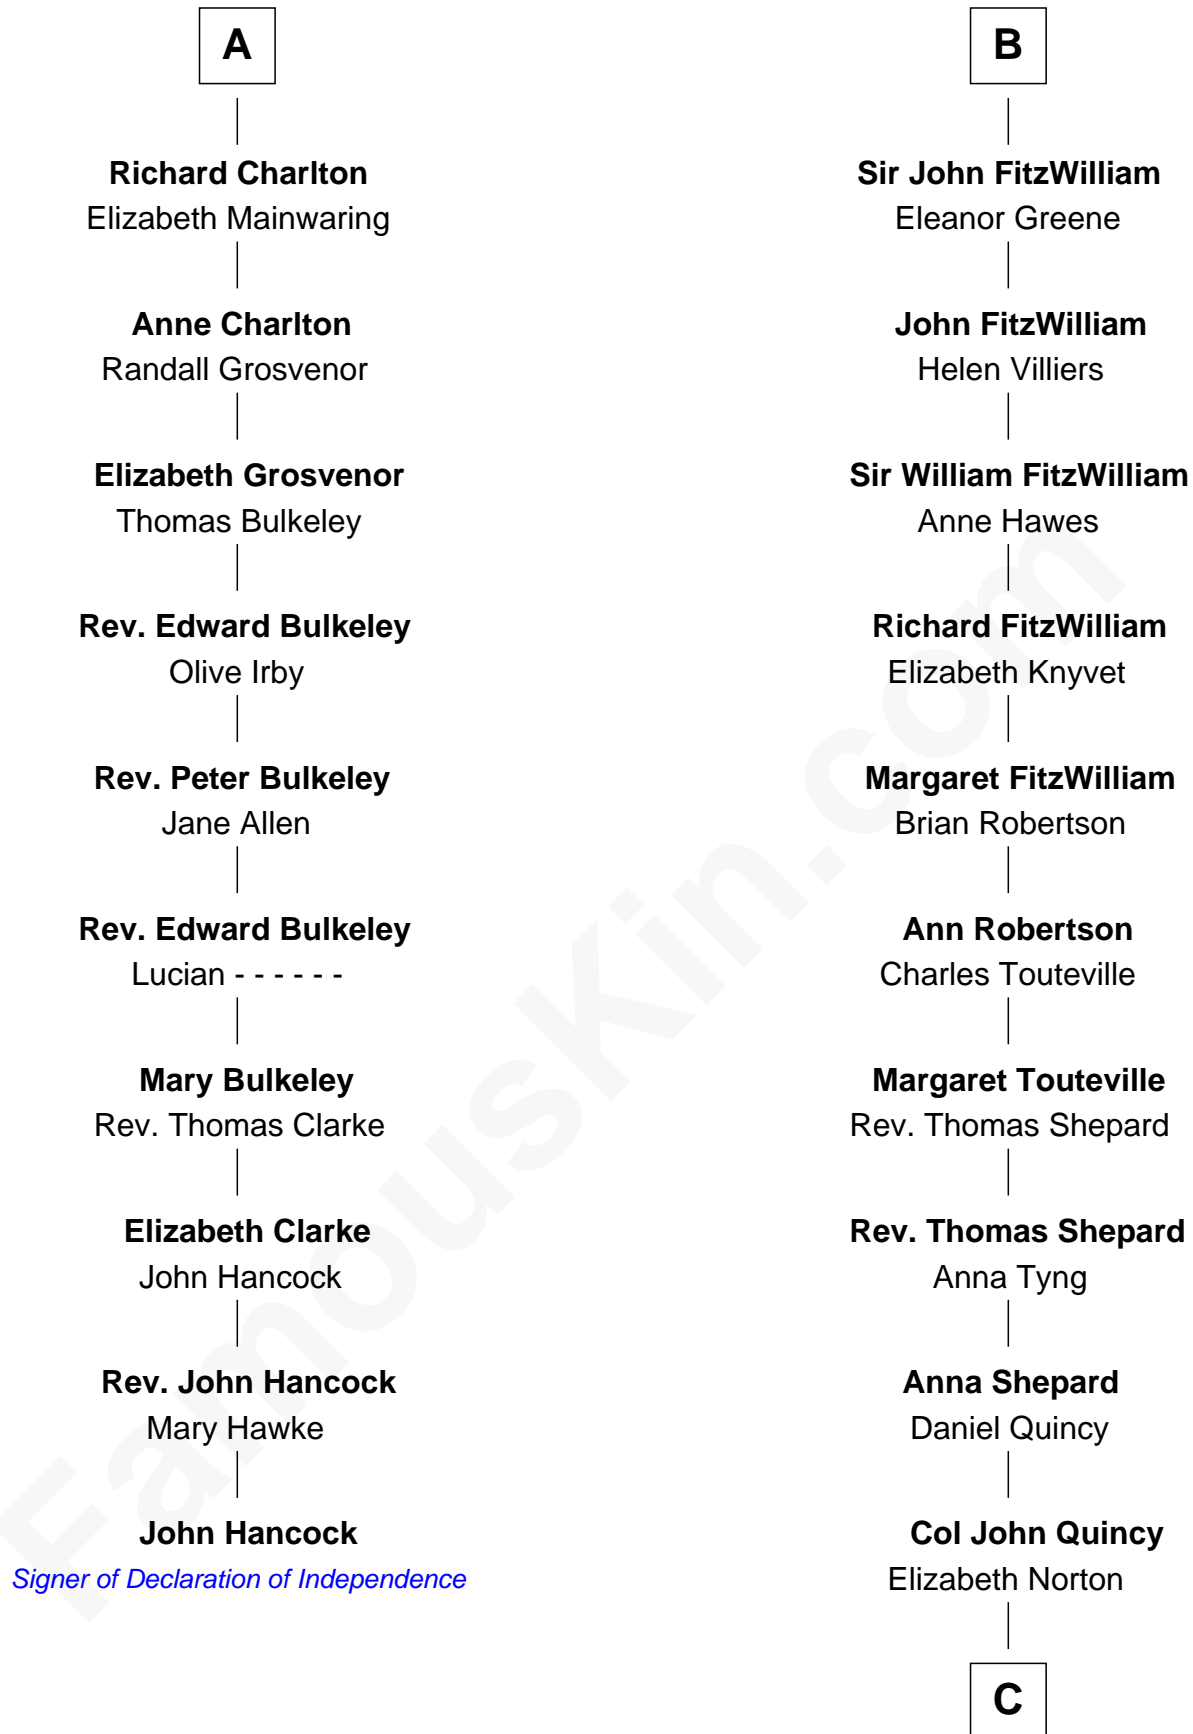 A
Richard Charlton
Elizabeth Mainwaring
Anne Charlton
Randall Grosvenor
Elizabeth Grosvenor
Thomas Bulkeley
Rev. Edward Bulkeley
Olive Irby
Rev. Peter Bulkeley
Jane Allen
Rev. Edward Bulkeley
Lucian - - - - - -
Mary Bulkeley
Rev. Thomas Clarke
Elizabeth Clarke
John Hancock
Rev. John Hancock
Mary Hawke
John Hancock
Signer of Declaration of Independence
B
Sir John FitzWilliam
Eleanor Greene
John FitzWilliam
Helen Villiers
Sir William FitzWilliam
Anne Hawes
Richard FitzWilliam
Elizabeth Knyvet
Margaret FitzWilliam
Brian Robertson
Ann Robertson
Charles Touteville
Margaret Touteville
Rev. Thomas Shepard
Rev. Thomas Shepard
Anna Tyng
Anna Shepard
Daniel Quincy
Col John Quincy
Elizabeth Norton
C
FamousKin.com